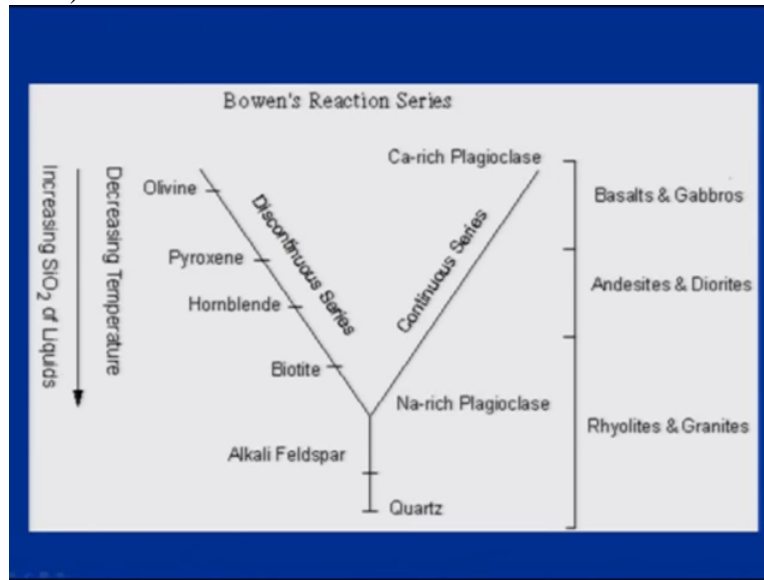 Bowen's Reaction Series
Increasing SiO2 of Liquids
Decreasing Temperature
Olivine
Pyroxene
Hornblende
Biotite
Discontinuous Series
Continuous Series
Ca-rich Plagioclase
Na-rich Plagioclase
Alkali Feldspar
Quartz
Basalts & Gabbros
Andesites & Diorites
Rhyolites & Granites